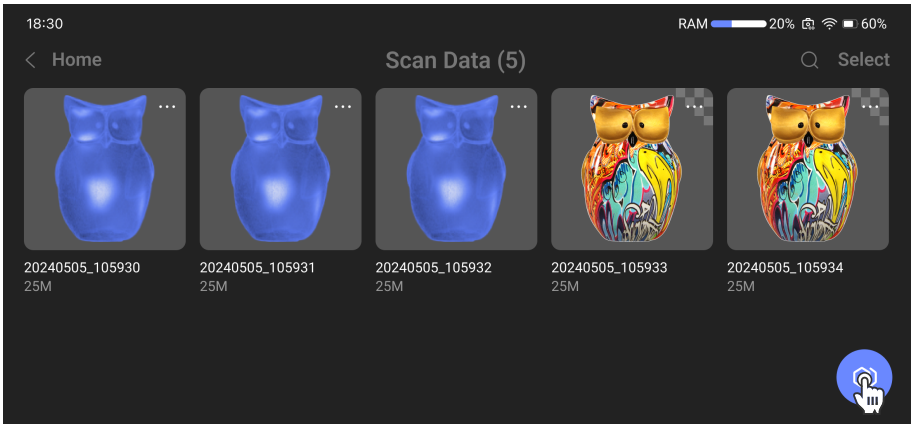 18:30
RAM 20% 60%
Home
Scan Data (5)
Select
20240505_105930
25M
20240505_105931
25M
20240505_105932
25M
20240505_105933
25M
20240505_105934
25M